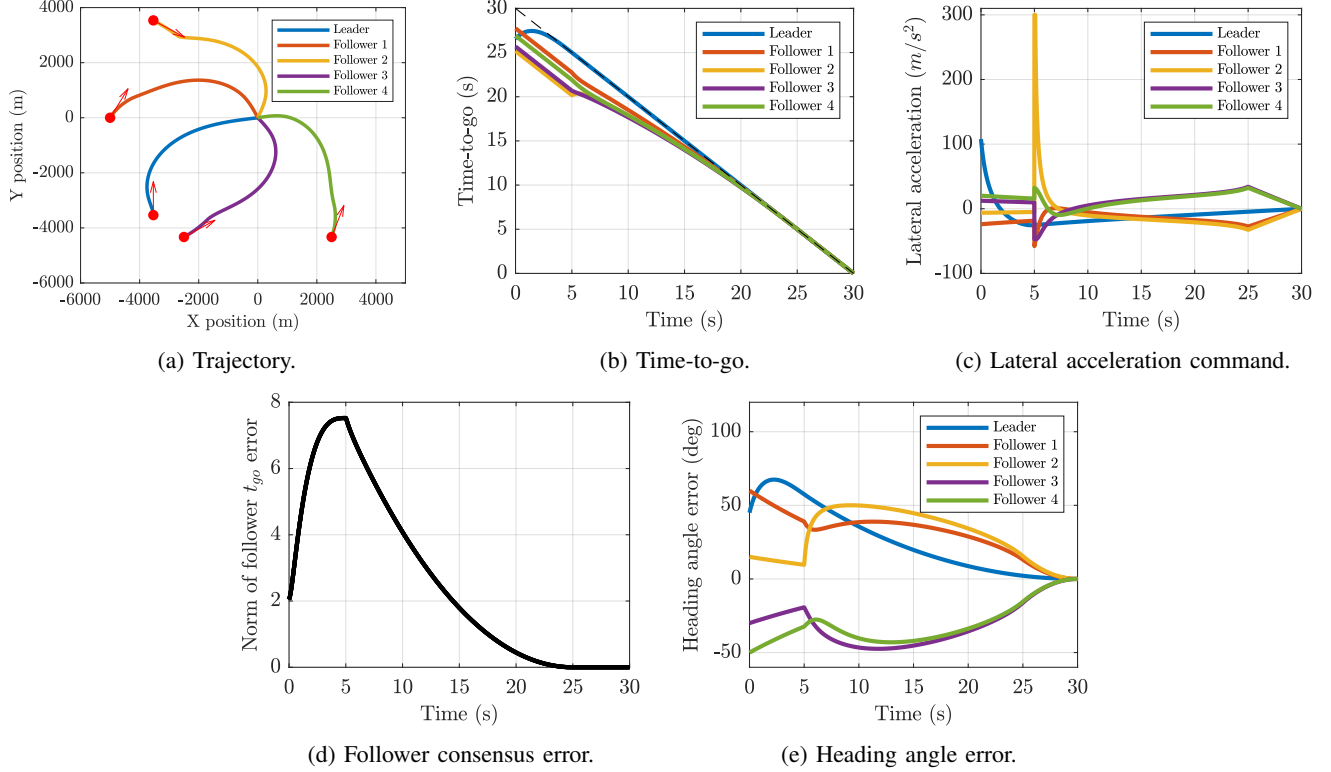 4000
2000
0
-2000
-4000
6000
-6000 -4000 -2000 0 2000 4000
X position (m)
Y position (m)
Leader
Follower 1
Follower 2
Follower 3
Follower 4
(a) Trajectory.
30
25
20
15
10
5
0
0 5 10 15 20 25 30
Time (s)
Time-to-go (s)
Leader
Follower 1
Follower 2
Follower 3
Follower 4
(b) Time-to-go.
300
200
100
0
-100
0 5 10 15 20 25 30
Time (s)
Lateral acceleration (m/s²)
Leader
Follower 1
Follower 2
Follower 3
Follower 4
(c) Lateral acceleration command.
8
6
4
2
0
0 5 10 15 20 25 30
Time (s)
Norm of follower t_go error
(d) Follower consensus error.
100
50
0
-50
0 5 10 15 20 25 30
Time (s)
Heading angle error (deg)
Leader
Follower 1
Follower 2
Follower 3
Follower 4
(e) Heading angle error.